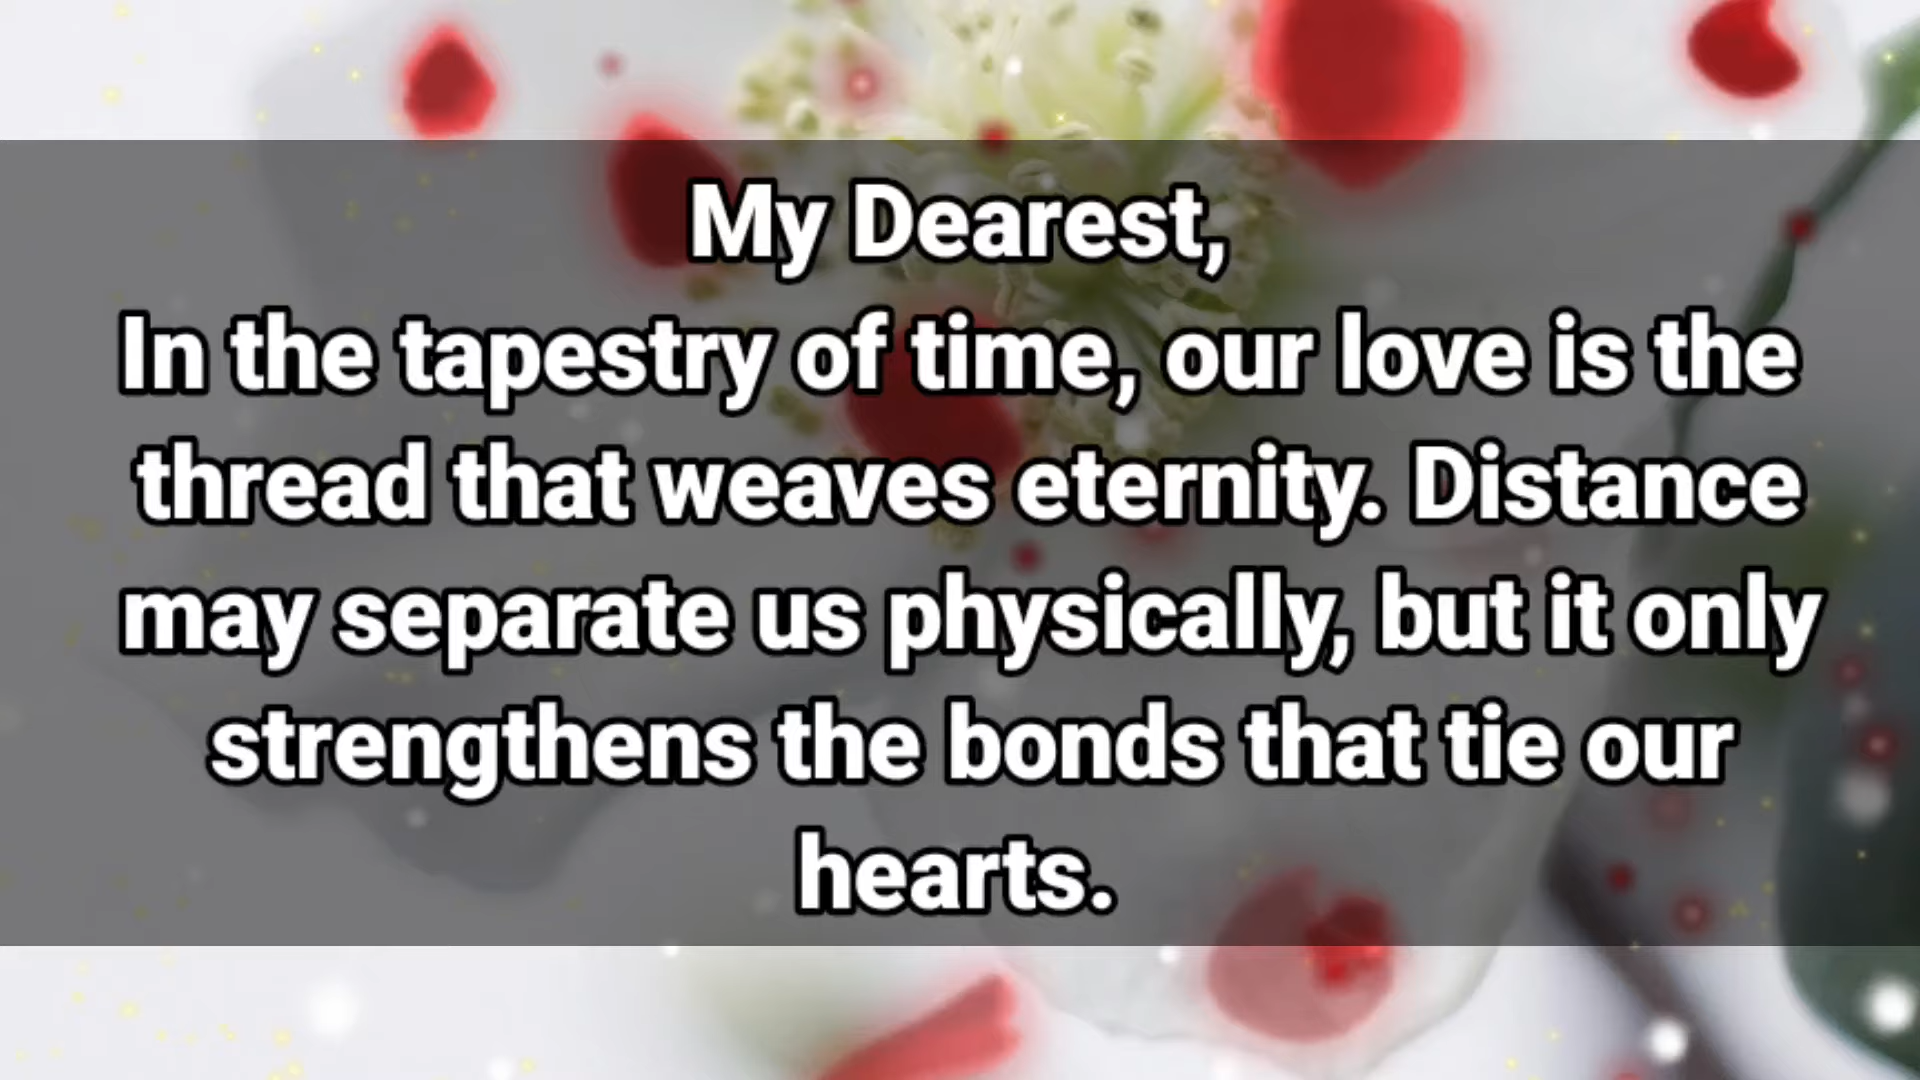 My Dearest,
In the tapestry of time, our love is the
thread that weaves eternity. Distance
may separate us physically, but it only
strengthens the bonds that tie our
hearts.